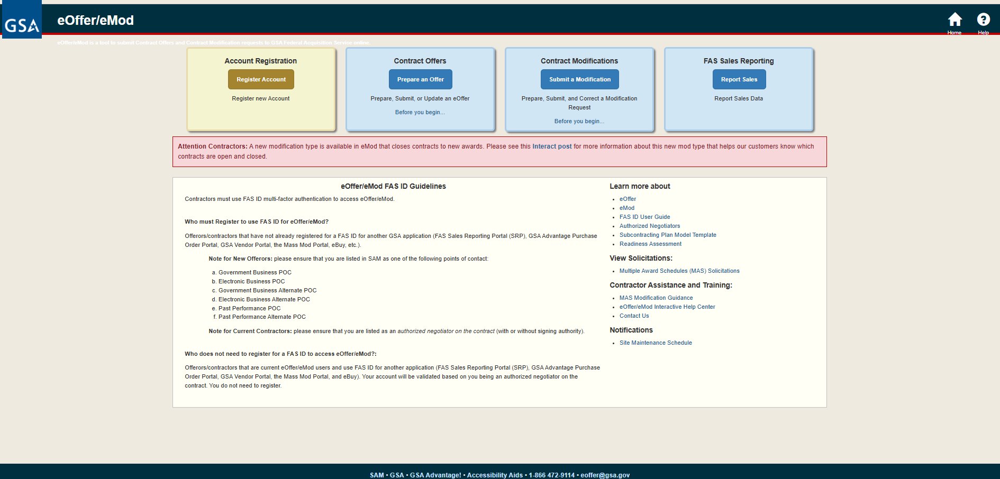 GSA
eOffer/eMod
Home
Help
eOffer/eMod is a tool to submit Contract Offers and Contract Modification requests to GSA Federal Acquisition Service online.
Account Registration
Register Account
Register new Account
Contract Offers
Prepare an Offer
Prepare, Submit, or Update an eOffer
Before you begin...
Contract Modifications
Submit a Modification
Prepare, Submit, and Correct a Modification
Request
Before you begin...
FAS Sales Reporting
Report Sales
Report Sales Data
Attention Contractors: A new modification type is available in eMod that closes contracts to new awards. Please see this Interact post for more information about this new mod type that helps our customers know which
contracts are open and closed.
eOffer/eMod FAS ID Guidelines
Contractors must use FAS ID multi-factor authentication to access eOffer/eMod.
Who must Register to use FAS ID for eOffer/eMod?
Offerors/contractors that have not already registered for a FAS ID for another GSA application (FAS Sales Reporting Portal (SRP), GSA Advantage Purchase
Order Portal, GSA Vendor Portal, the Mass Mod Portal, eBuy, etc.).
Note for New Offerors: please ensure that you are listed in SAM as one of the following points of contact:
a. Government Business POC
b. Electronic Business POC
c. Government Business Alternate POC
d. Electronic Business Alternate POC
e. Past Performance POC
f. Past Performance Alternate POC
Note for Current Contractors: please ensure that you are listed as an authorized negotiator on the contract (with or without signing authority).
Who does not need to register for a FAS ID to access eOffer/eMod?:
Offerors/contractors that are current eOffer/eMod users and use FAS ID for another application (FAS Sales Reporting Portal (SRP), GSA Advantage Purchase
Order Portal, GSA Vendor Portal, the Mass Mod Portal, and eBuy). Your account will be validated based on you being an authorized negotiator on the
contract. You do not need to register.
Learn more about
• eOffer
• eMod
• FAS ID User Guide
• Authorized Negotiators
• Subcontracting Plan Model Template
• Readiness Assessment
View Solicitations:
• Multiple Award Schedules (MAS) Solicitations
Contractor Assistance and Training:
• MAS Modification Guidance
• eOffer/eMod Interactive Help Center
• Contact Us
Notifications
• Site Maintenance Schedule
SAM • GSA • GSA Advantage! • Accessibility Aids • 1-866 472-9114 • eoffer@gsa.gov